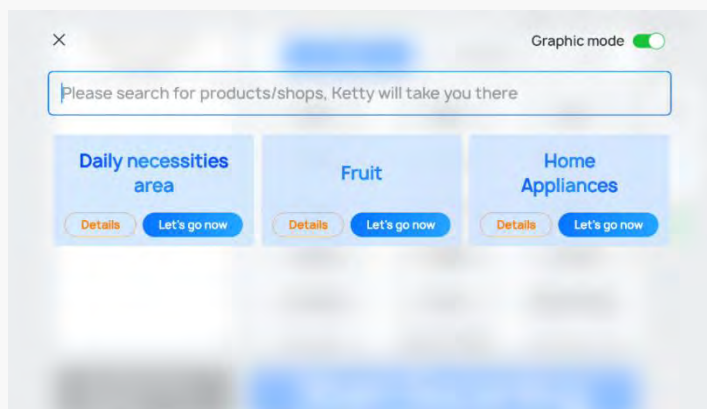 Graphic mode
Please search for products/shops, Ketty will take you there
Daily necessities
area
Details
Let's go now
Fruit
Details
Let's go now
Home
Appliances
Details
Let's go now